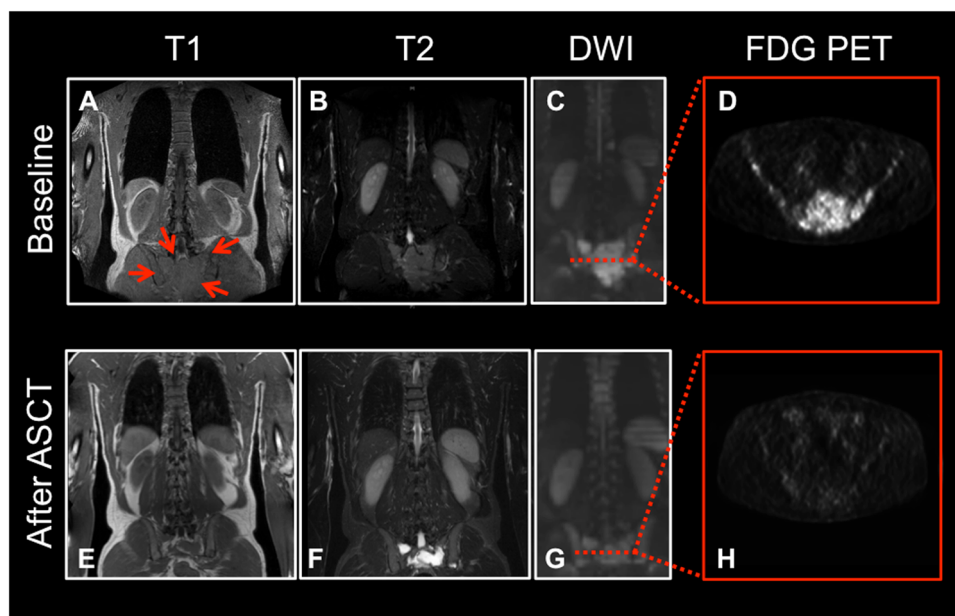 T1 T2 DWI FDG PET
Baseline
A B C D
After ASCT
E F G H